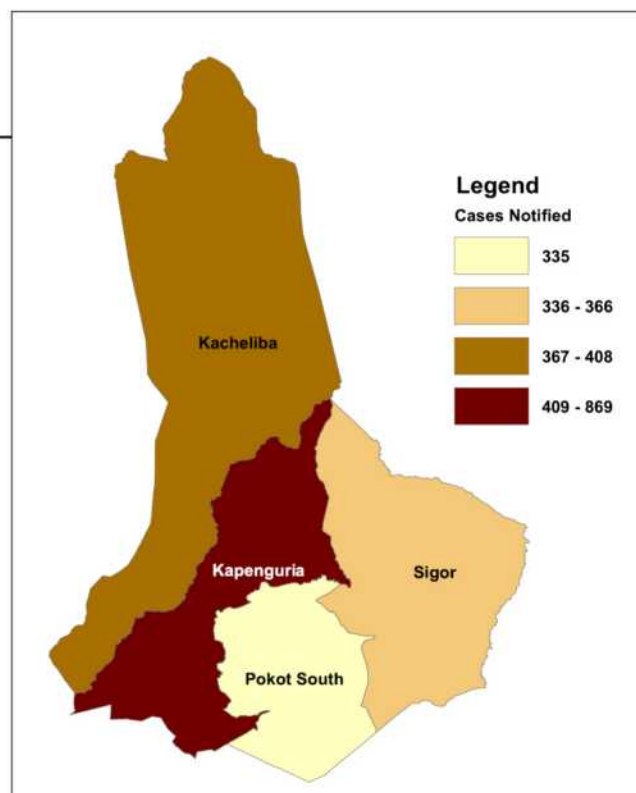 Legend
Cases Notified
335
336 - 366
367 - 408
409 - 869
Kacheliba
Kapenguria
Sigor
Pokot South